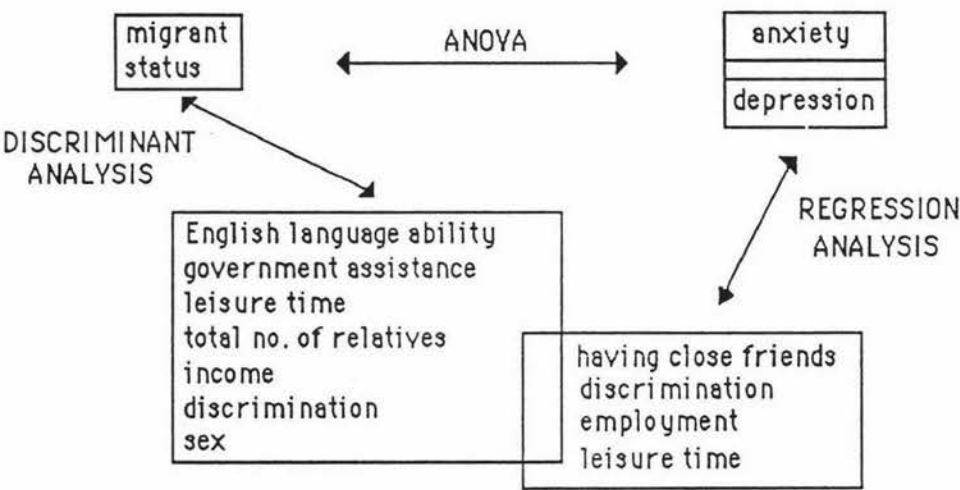 migrant
status
ANOVA
anxiety
depression
DISCRIMINANT
ANALYSIS
REGRESSION
ANALYSIS
English language ability
government assistance
leisure time
total no. of relatives
income
discrimination
sex
having close friends
discrimination
employment
leisure time